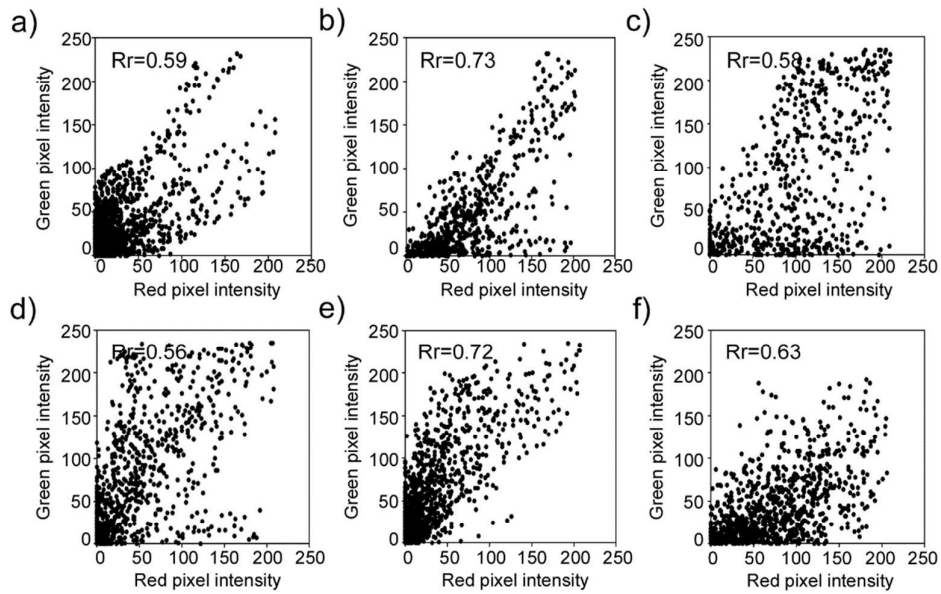 a)
250
Rr=0.59
200
150
100
50
0
Green pixel intensity
0 50 100 150 200 250
Red pixel intensity
b)
250
Rr=0.73
200
150
100
50
0
Green pixel intensity
0 50 100 150 200 250
Red pixel intensity
c)
250
Rr=0.58
200
150
100
50
0
Green pixel intensity
0 50 100 150 200 250
Red pixel intensity
d)
250
Rr=0.56
200
150
100
50
0
Green pixel intensity
0 50 100 150 200 250
Red pixel intensity
e)
250
Rr=0.72
200
150
100
50
0
Green pixel intensity
0 50 100 150 200 250
Red pixel intensity
f)
250
Rr=0.63
200
150
100
50
0
Green pixel intensity
0 50 100 150 200 250
Red pixel intensity